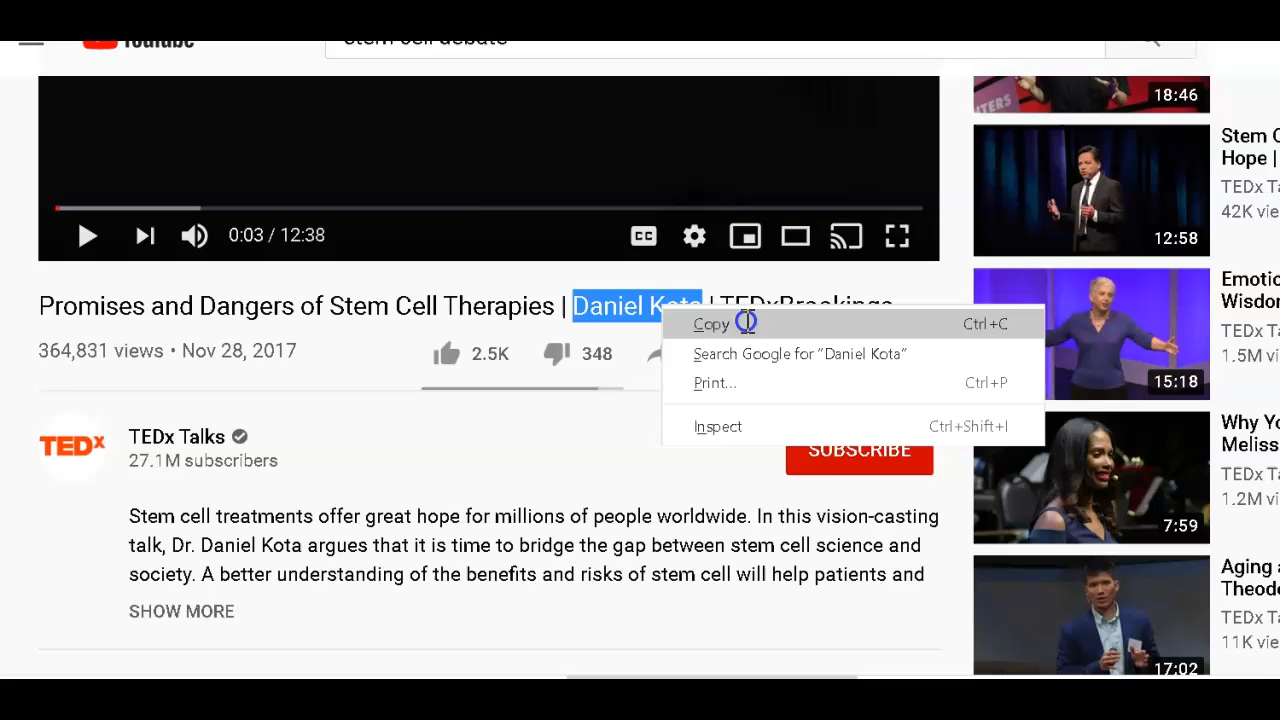 YouTube
stem cell debate
18:46
0:03 / 12:38
CC
Promises and Dangers of Stem Cell Therapies | Daniel Kota | TEDxBrookings
364,831 views • Nov 28, 2017
2.5K
348
Copy Ctrl+C
Search Google for “Daniel Kota”
Print... Ctrl+P
Inspect Ctrl+Shift+I
TEDx
TEDx Talks
27.1M subscribers
SUBSCRIBE
Stem cell treatments offer great hope for millions of people worldwide. In this vision-casting
talk, Dr. Daniel Kota argues that it is time to bridge the gap between stem cell science and
society. A better understanding of the benefits and risks of stem cell will help patients and
SHOW MORE
12:58
Stem C
Hope |
TEDx Ta
42K vie
15:18
Emotio
Wisdor
TEDx Ta
1.5M vi
7:59
Why Yo
Meliss
TEDx Ta
1.2M vi
17:02
Aging a
Theodo
TEDx Ta
11K vie